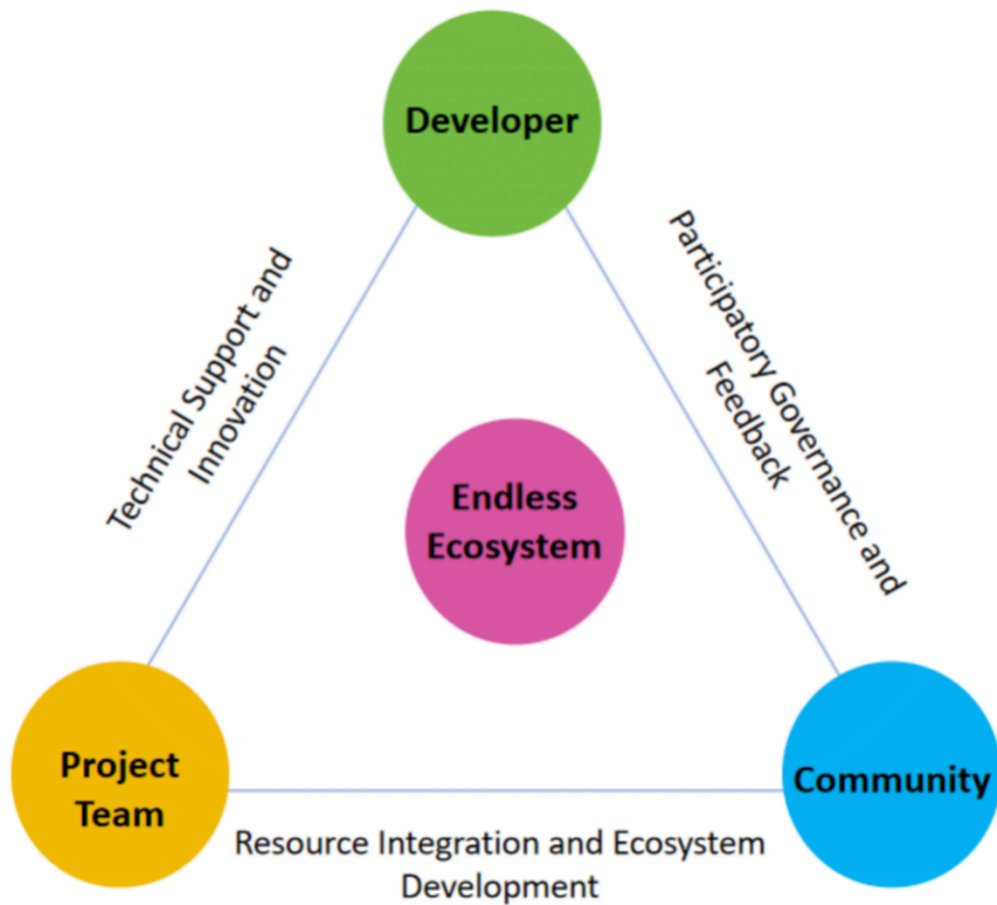 Developer
Technical Support and
Innovation
Participatory Governance and
Feedback
Endless
Ecosystem
Project
Team
Community
Resource Integration and Ecosystem
Development